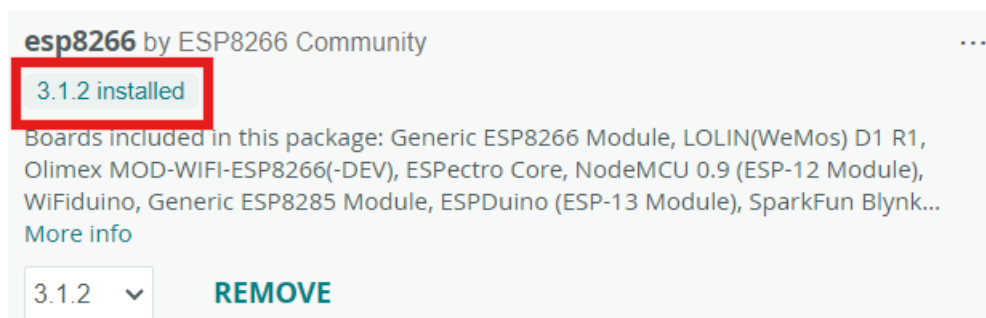 esp8266 by ESP8266 Community
...
3.1.2 installed
Boards included in this package: Generic ESP8266 Module, LOLIN(WeMos) D1 R1,
Olimex MOD-WIFI-ESP8266(-DEV), ESPectro Core, NodeMCU 0.9 (ESP-12 Module),
WiFiduino, Generic ESP8285 Module, ESPDuino (ESP-13 Module), SparkFun Blynk...
More info
3.1.2 REMOVE